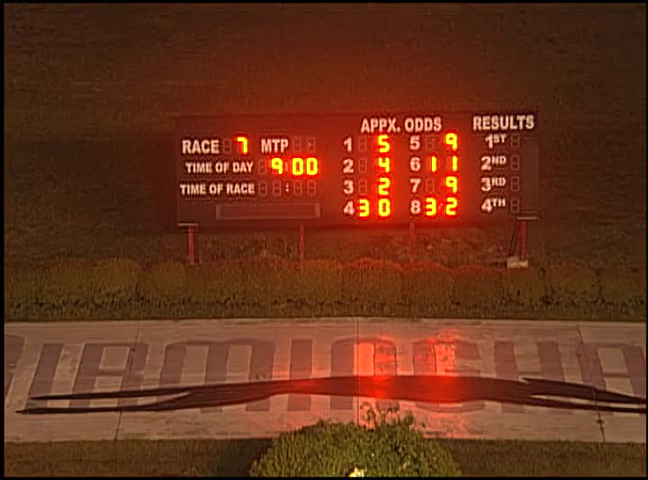 APPX. ODDS RESULTS
RACE 7 MTP 1 5 5 9 1ST
TIME OF DAY 9:00 2 4 6 11 2ND
TIME OF RACE : 3 2 7 9 3RD
4 30 8 32 4TH
BIRMINGHA